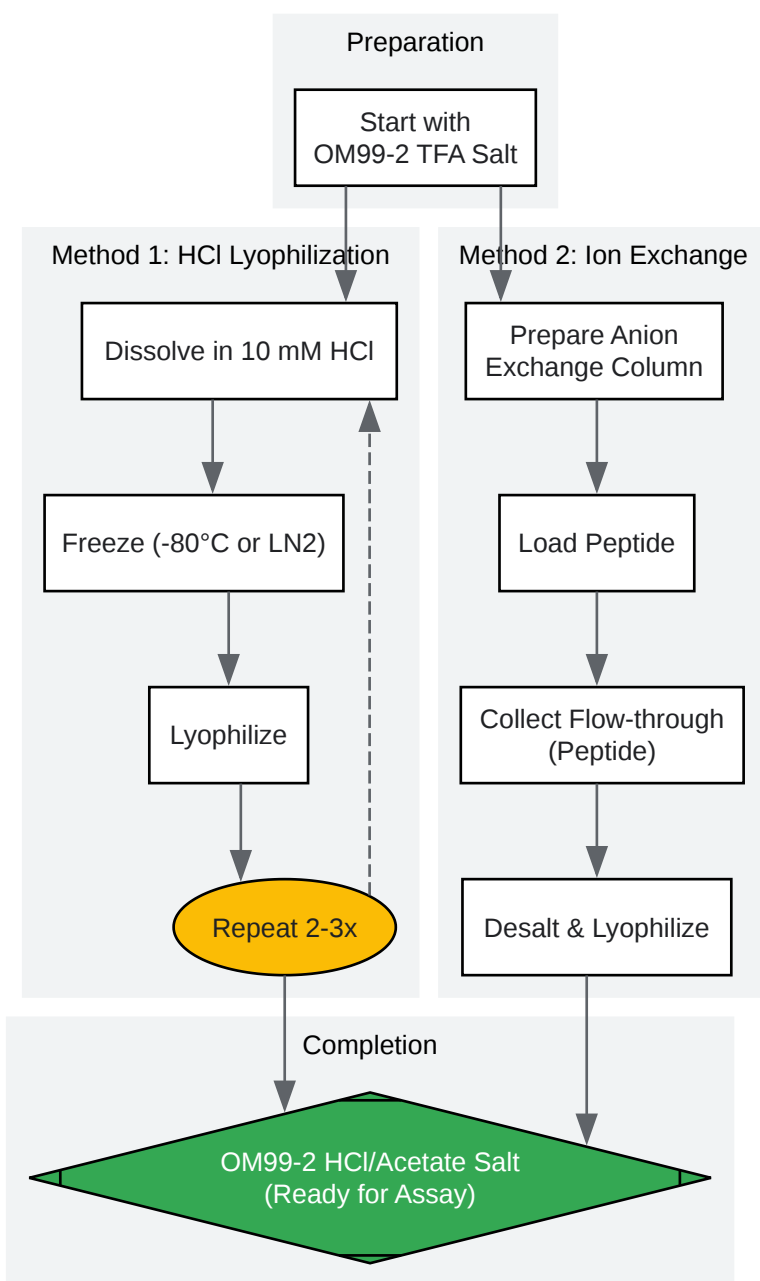 Preparation
Start with
OM99-2 TFA Salt
Method 1: HCl Lyophilization
Dissolve in 10 mM HCl
Freeze (-80°C or LN2)
Lyophilize
Repeat 2-3x
Method 2: Ion Exchange
Prepare Anion
Exchange Column
Load Peptide
Collect Flow-through
(Peptide)
Desalt & Lyophilize
Completion
OM99-2 HCl/Acetate Salt
(Ready for Assay)